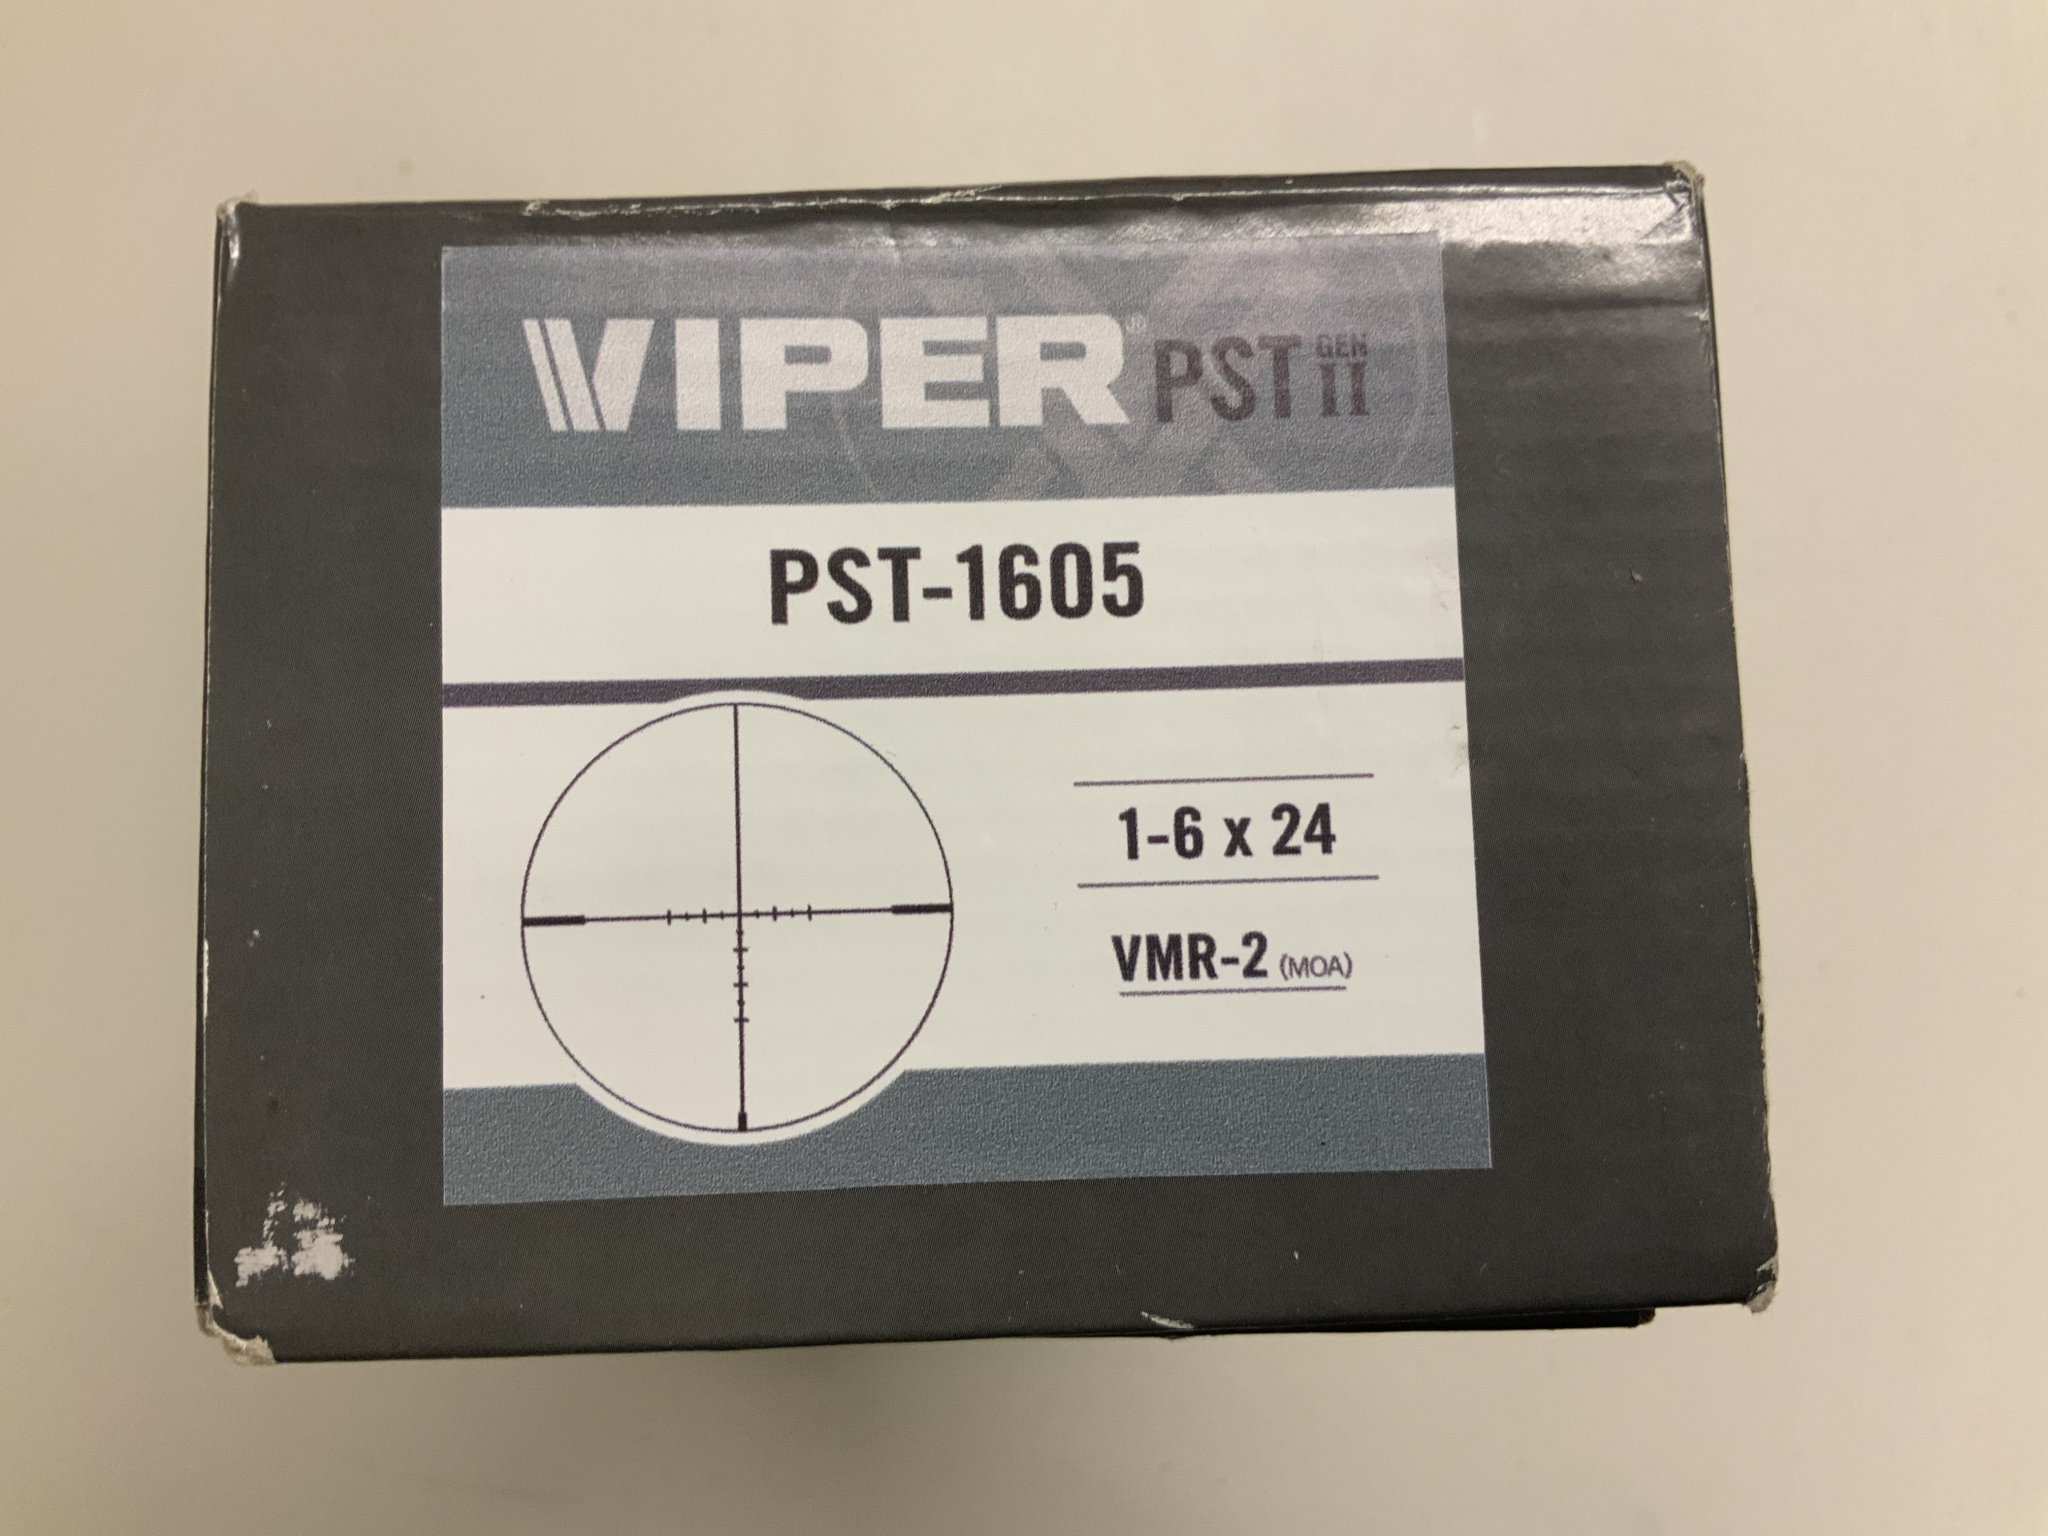 VIPER® PST GEN II
PST-1605
1-6 x 24
VMR-2 (MOA)